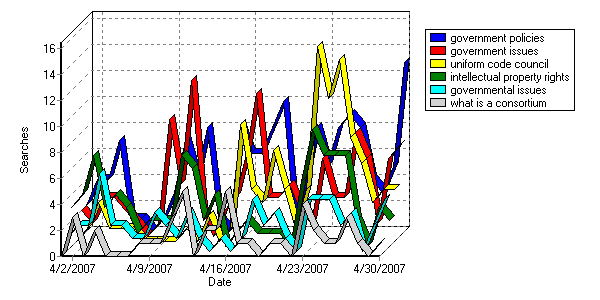 16
14
12
10
8
6
4
2
0
Searches
4/2/2007 4/9/2007 4/16/2007 4/23/2007 4/30/2007
Date
government policies
government issues
uniform code council
intellectual property rights
governmental issues
what is a consortium